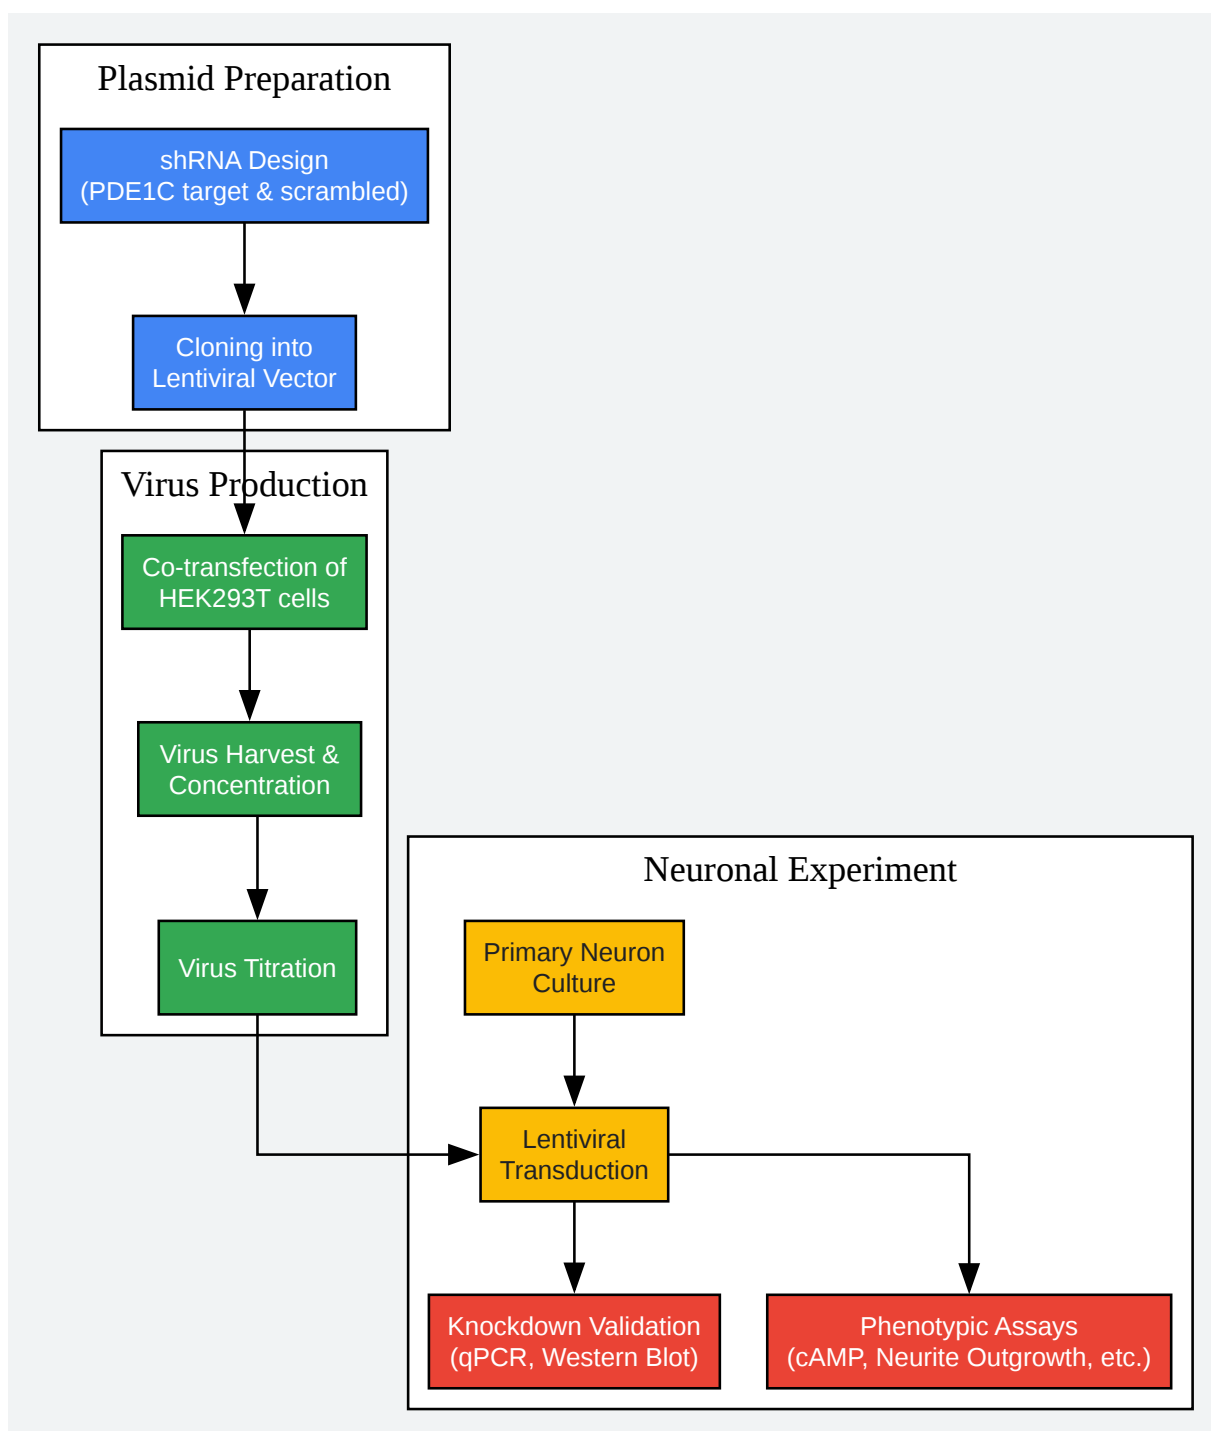 Plasmid Preparation
shRNA Design
(PDE1C target & scrambled)
Cloning into
Lentiviral Vector
Virus Production
Co-transfection of
HEK293T cells
Virus Harvest &
Concentration
Virus Titration
Neuronal Experiment
Primary Neuron
Culture
Lentiviral
Transduction
Knockdown Validation
(qPCR, Western Blot)
Phenotypic Assays
(cAMP, Neurite Outgrowth, etc.)